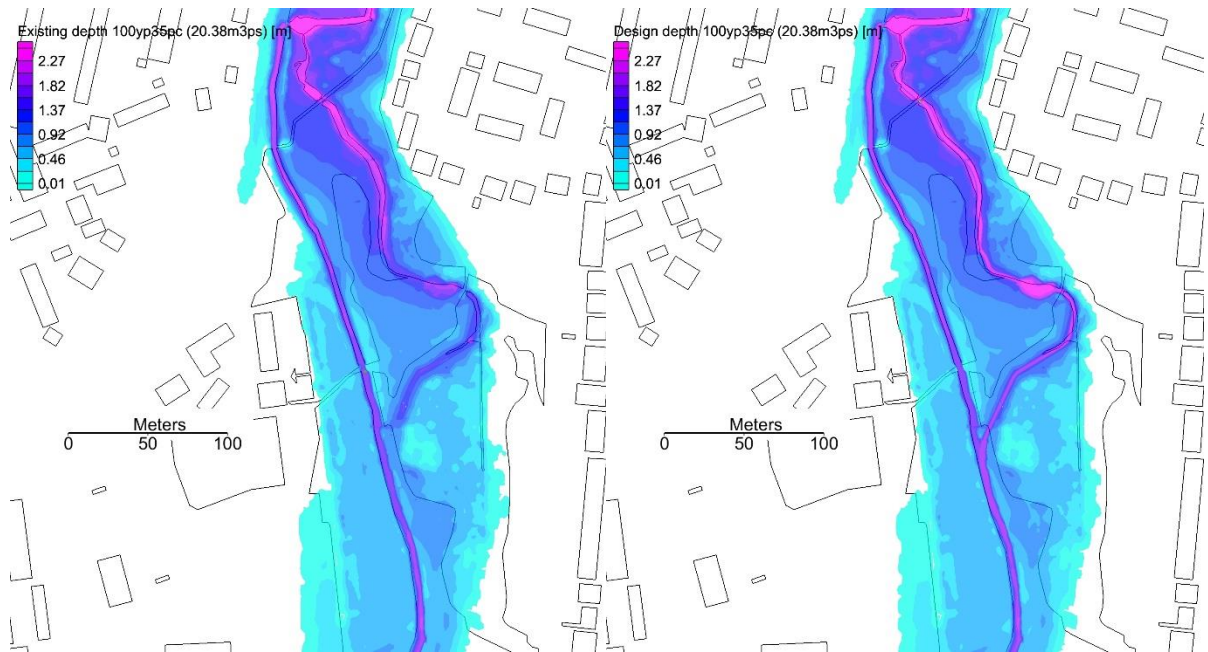 Existing depth 100yp35pc (20.38m3ps) [m]
2.27
1.82
1.37
0.92
0.46
0.01
Meters
0 50 100
Design depth 100yp35pc (20.38m3ps) [m]
2.27
1.82
1.37
0.92
0.46
0.01
Meters
0 50 100